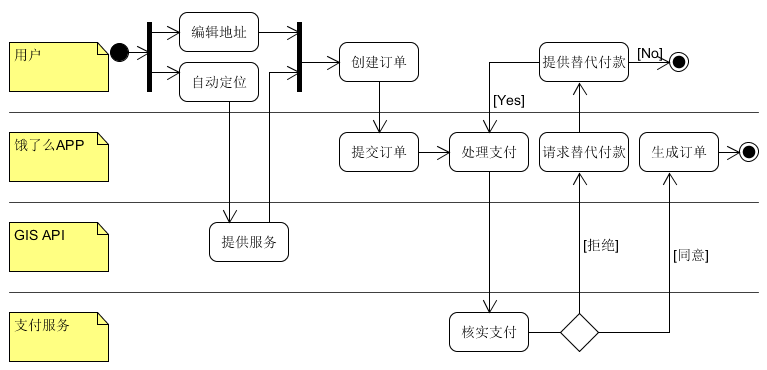 用户
编辑地址
自动定位
创建订单
提供替代付款
[No]
[Yes]
饿了么APP
提交订单
处理支付
请求替代付款
生成订单
GIS API
提供服务
[拒绝]
[同意]
支付服务
核实支付